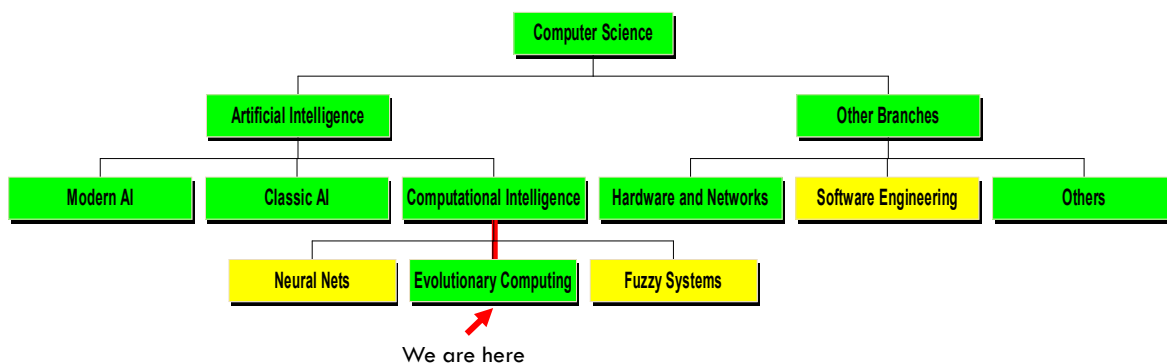 Computer Science
Artificial Intelligence
Other Branches
Modern AI
Classic AI
Computational Intelligence
Hardware and Networks
Software Engineering
Others
Neural Nets
Evolutionary Computing
Fuzzy Systems
We are here